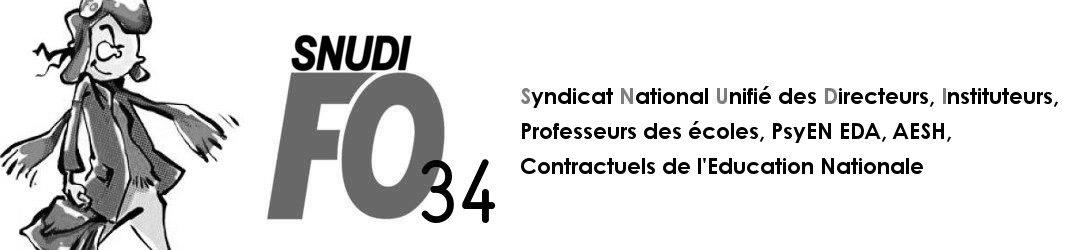 FO
SNUDI
FO
34
Syndicat National Unifié des Directeurs, Instituteurs,
Professeurs des écoles, PsyEN EDA, AESH,
Contractuels de l'Education Nationale